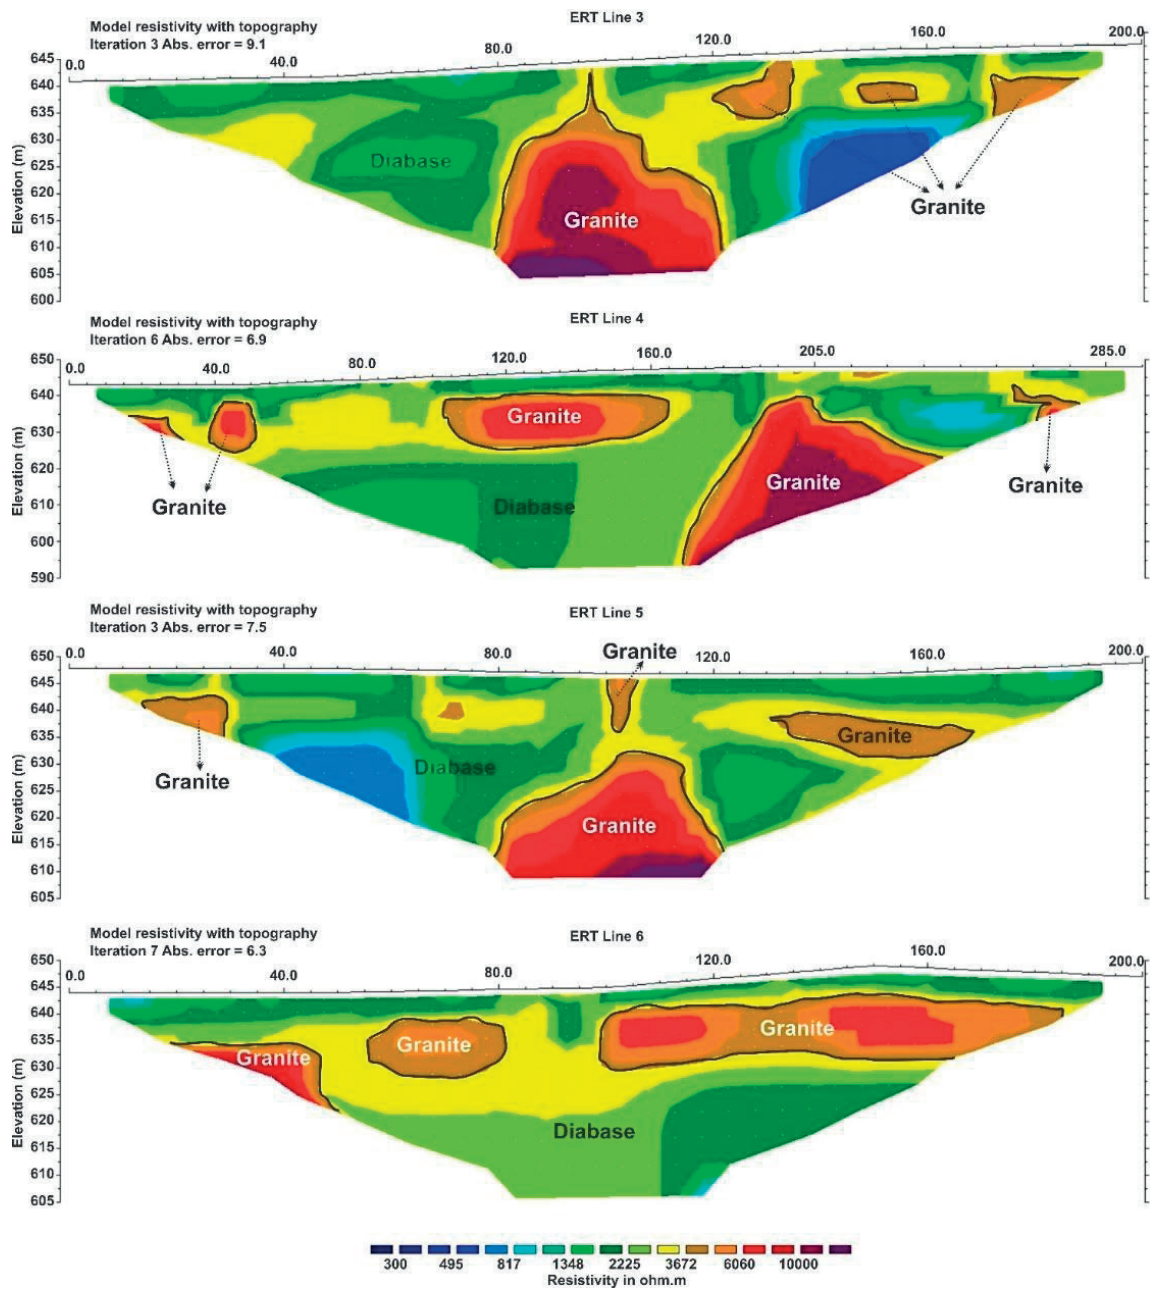 ERT Line 3
Model resistivity with topography
Iteration 3 Abs. error = 9.1
0.0 40.0 80.0 120.0 160.0 200.0
Elevation (m)
645
640
635
630
625
620
615
610
605
600
Diabase
Granite
Granite
ERT Line 4
Model resistivity with topography
Iteration 6 Abs. error = 6.9
0.0 40.0 80.0 120.0 160.0 205.0 285.0
Elevation (m)
650
640
630
620
610
600
590
Granite
Granite
Diabase
Granite
Granite
ERT Line 5
Model resistivity with topography
Iteration 3 Abs. error = 7.5
0.0 40.0 80.0 120.0 160.0 200.0
Elevation (m)
650
645
640
635
630
625
620
615
610
605
Granite
Granite
Diabase
Granite
Granite
ERT Line 6
Model resistivity with topography
Iteration 7 Abs. error = 6.3
0.0 40.0 80.0 120.0 160.0 200.0
Elevation (m)
650
645
640
635
630
625
620
615
610
605
Granite
Granite
Granite
Diabase
300 495 817 1348 2225 3672 6060 10000
Resistivity in ohm.m